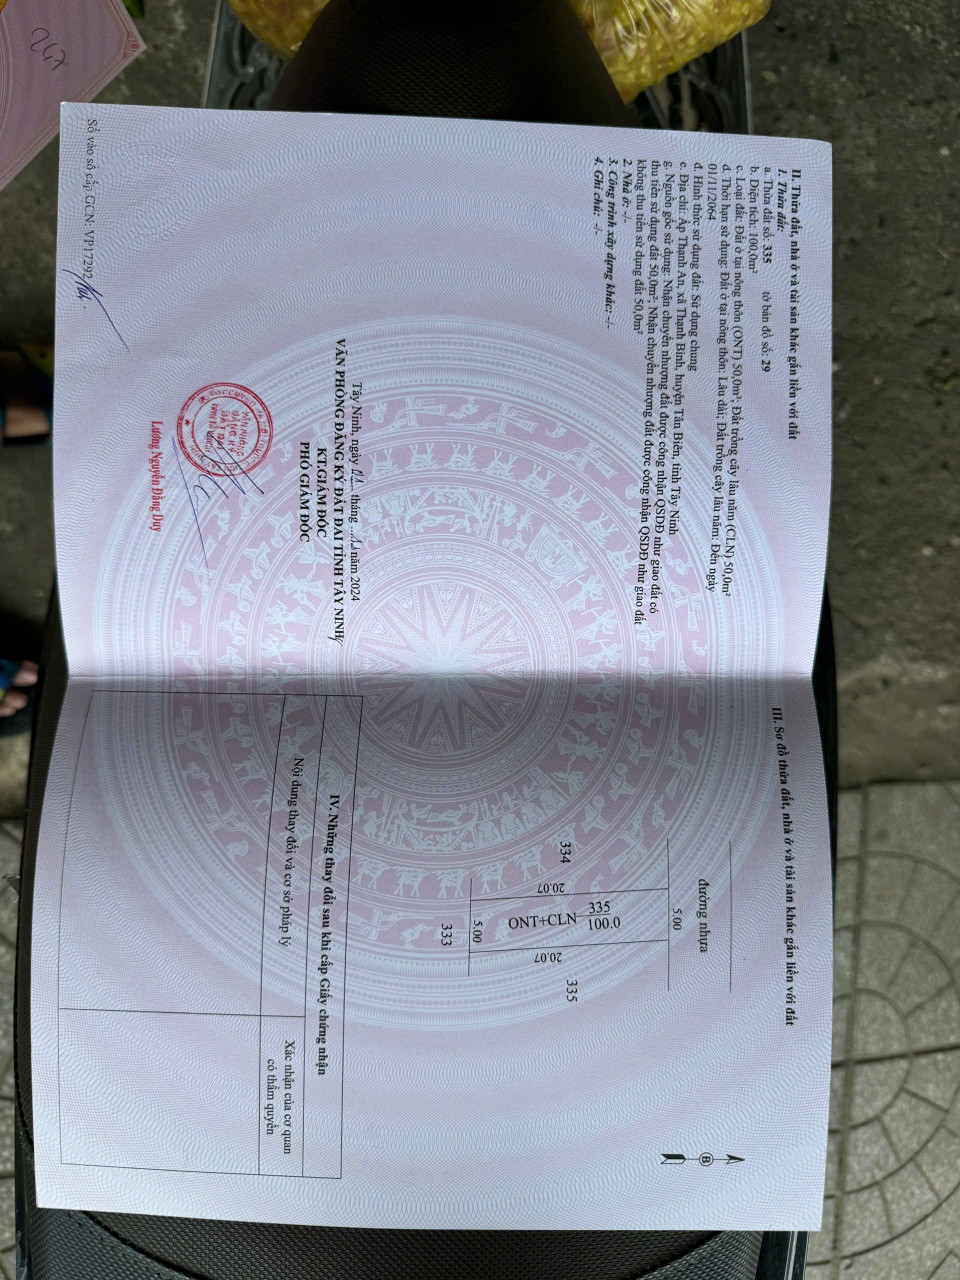 II. Thửa đất, nhà ở và tài sản khác gắn liền với đất
1. Thửa đất:
a. Thửa đất số: 335 tờ bản đồ số: 29
b. Diện tích: 100,0m²
c. Loại đất: Đất ở tại nông thôn (ONT) 50,0m²; Đất trồng cây lâu năm (CLN) 50,0m²
d. Thời hạn sử dụng: Đất ở tại nông thôn: Lâu dài; Đất trồng cây lâu năm: Đến ngày
01/11/2064
đ. Hình thức sử dụng đất: Sử dụng chung
e. Địa chỉ: Ấp Thạnh An, xã Thạnh Bình, huyện Tân Biên, tỉnh Tây Ninh
g. Nguồn gốc sử dụng: Nhận chuyển nhượng đất được công nhận QSDĐ như giao đất có
thu tiền sử dụng đất 50,0m²; Nhận chuyển nhượng đất được công nhận QSDĐ như giao đất
không thu tiền sử dụng đất 50,0m²
2. Nhà ở: -/-
3. Công trình xây dựng khác: -/-
4. Ghi chú: -/-
Tây Ninh, ngày tháng năm 2024
VĂN PHÒNG ĐĂNG KÝ ĐẤT ĐAI TỈNH TÂY NINH
KT.GIÁM ĐỐC
PHÓ GIÁM ĐỐC
VĂN PHÒNG
ĐĂNG KÝ
ĐẤT ĐAI
Lương Nguyễn Đăng Duy
Số vào sổ cấp GCN: VP17292
III. Sơ đồ thửa đất, nhà ở và tài sản khác gắn liền với đất
B
đường nhựa
5.00
334
20.07
335
100.0
ONT+CLN
20.07
335
5.00
333
IV. Những thay đổi sau khi cấp Giấy chứng nhận
Nội dung thay đổi và cơ sở pháp lý
Xác nhận của cơ quan
có thẩm quyền
247